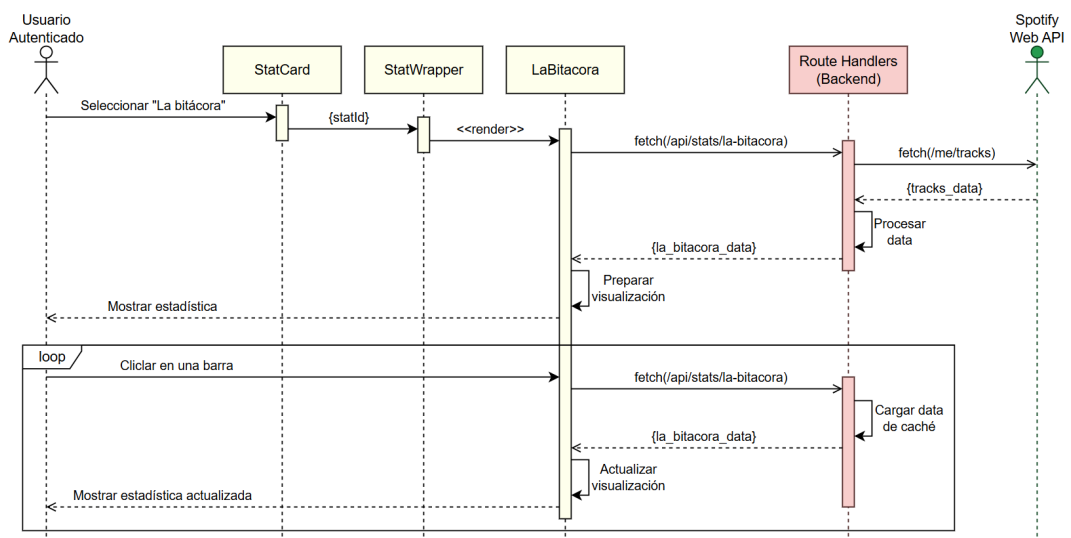 Usuario
Autenticado
Spotify
Web API
StatCard
StatWrapper
LaBitacora
Route Handlers
(Backend)
Seleccionar "La bitácora"
{statId}
<<render>>
fetch(/api/stats/la-bitacora)
fetch(/me/tracks)
{tracks_data}
Procesar
data
{la_bitacora_data}
Preparar
visualización
Mostrar estadística
loop
Cliclar en una barra
fetch(/api/stats/la-bitacora)
Cargar data
de caché
{la_bitacora_data}
Actualizar
visualización
Mostrar estadística actualizada